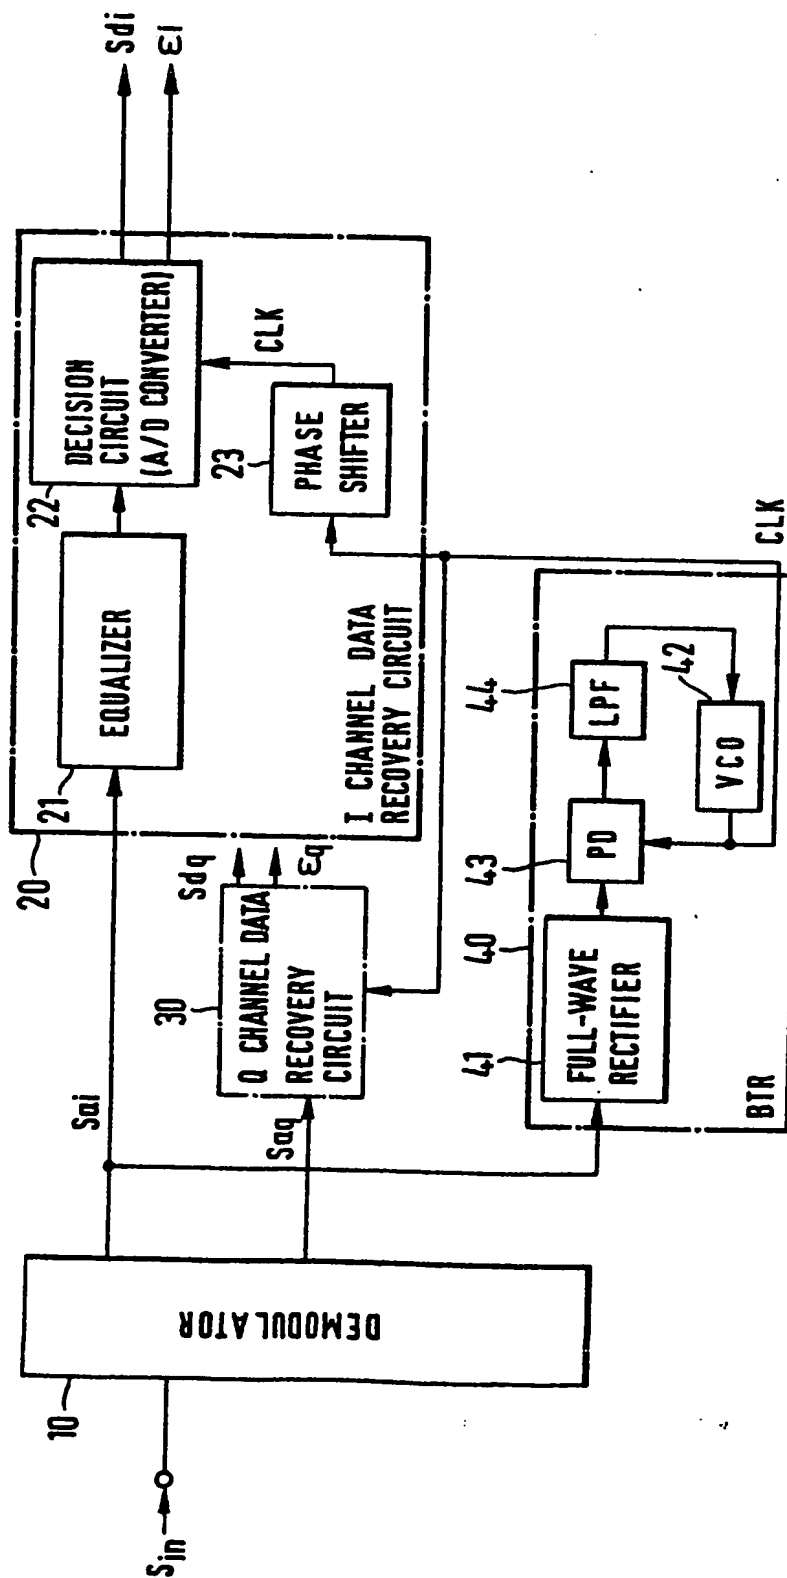 Sin
10
DEMODULATOR
Sai
Saq
20
21
EQUALIZER
22
DECISION
CIRCUIT
(A/D CONVERTER)
Sdi
εi
CLK
23
PHASE
SHIFTER
I CHANNEL DATA
RECOVERY CIRCUIT
30
Q CHANNEL DATA
RECOVERY
CIRCUIT
Sdq
εq
40
41
FULL-WAVE
RECTIFIER
43
PD
44
LPF
42
VCO
BTR
CLK